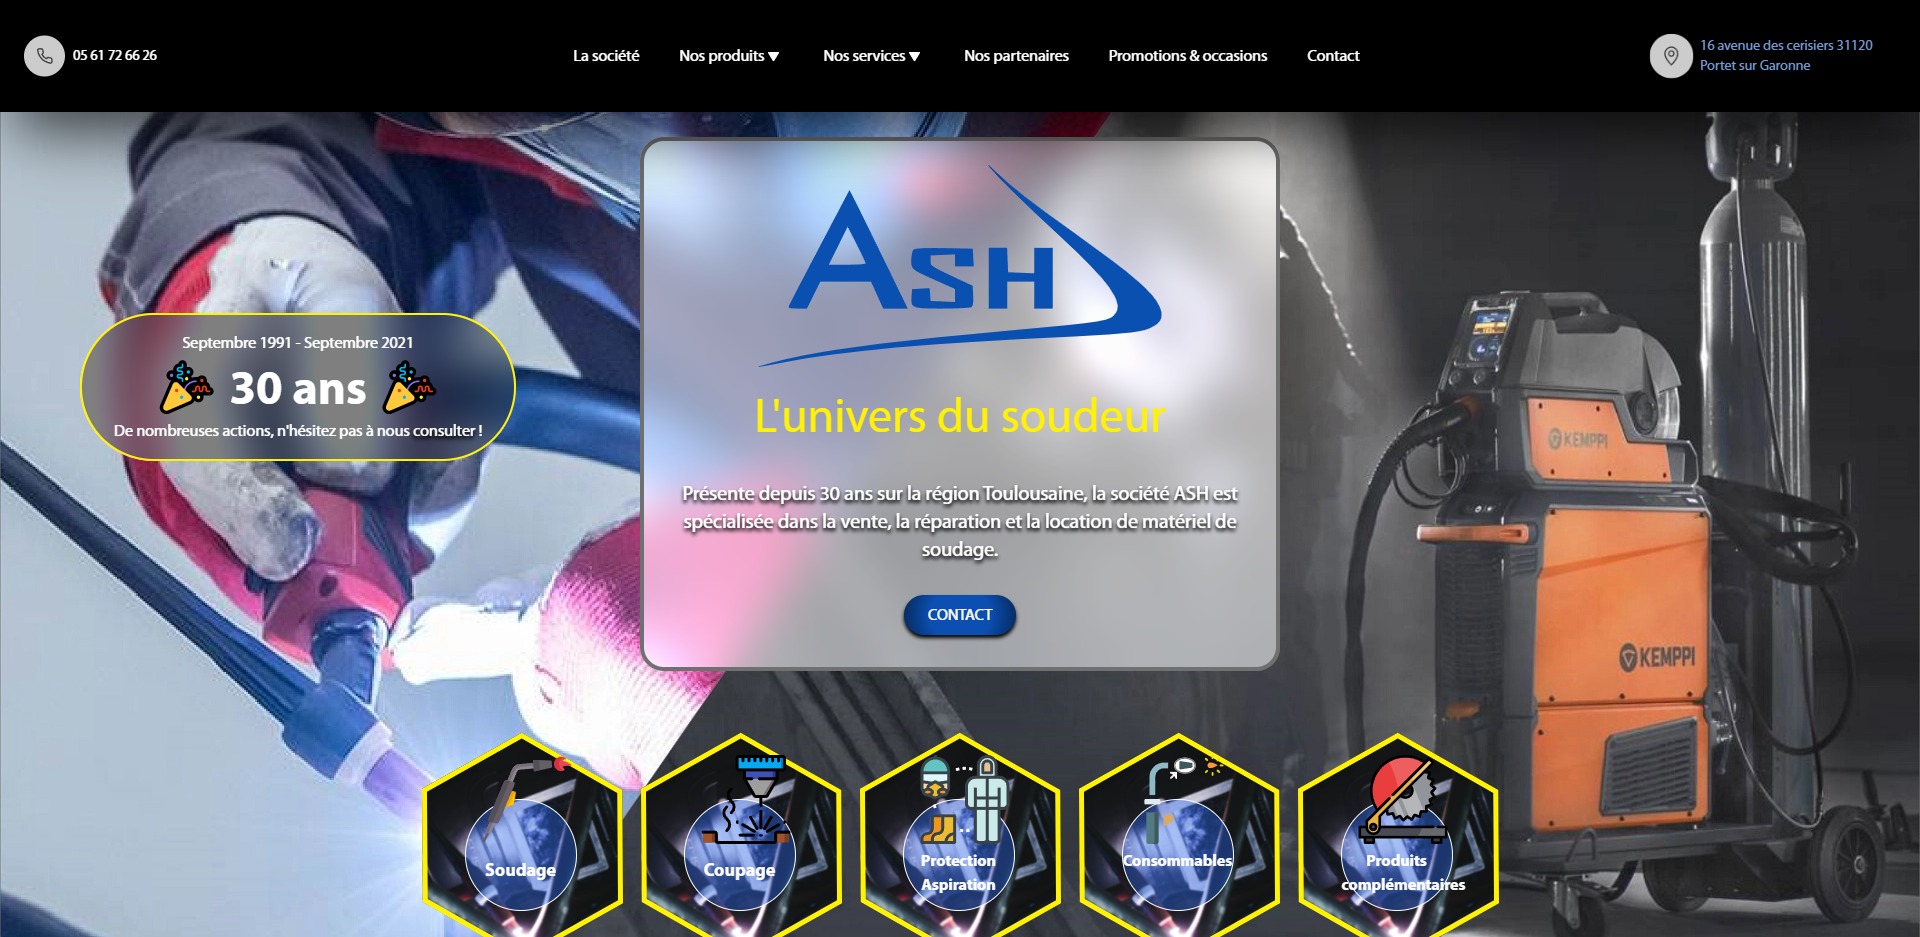 05 61 72 66 26
La société
Nos produits ▼
Nos services ▼
Nos partenaires
Promotions & occasions
Contact
16 avenue des cerisiers 31120
Portet sur Garonne
ASH
L'univers du soudeur
Présente depuis 30 ans sur la région Toulousaine, la société ASH est
spécialisée dans la vente, la réparation et la location de matériel de
soudage.
CONTACT
Septembre 1991 - Septembre 2021
30 ans
De nombreuses actions, n'hésitez pas à nous consulter !
KEMPPI
KEMPPI
Soudage
Coupage
Protection
Aspiration
Consommables
Produits
complémentaires